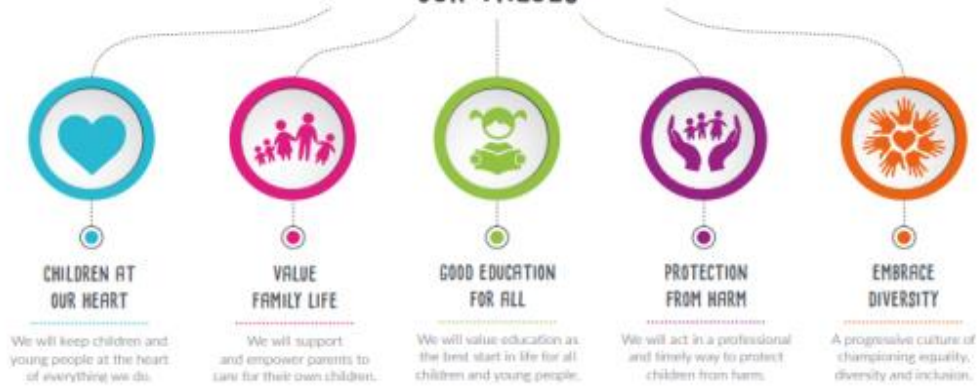 OUR VALUES
CHILDREN AT
OUR HEART
We will keep children and
young people at the heart
of everything we do.
VALUE
FAMILY LIFE
We will support
and empower parents to
care for their own children.
GOOD EDUCATION
FOR ALL
We will value education as
the best start in life for all
children and young people.
PROTECTION
FROM HARM
We will act in a professional
and timely way to protect
children from harm.
EMBRACE
DIVERSITY
A progressive culture of
championing equality,
diversity and inclusion.